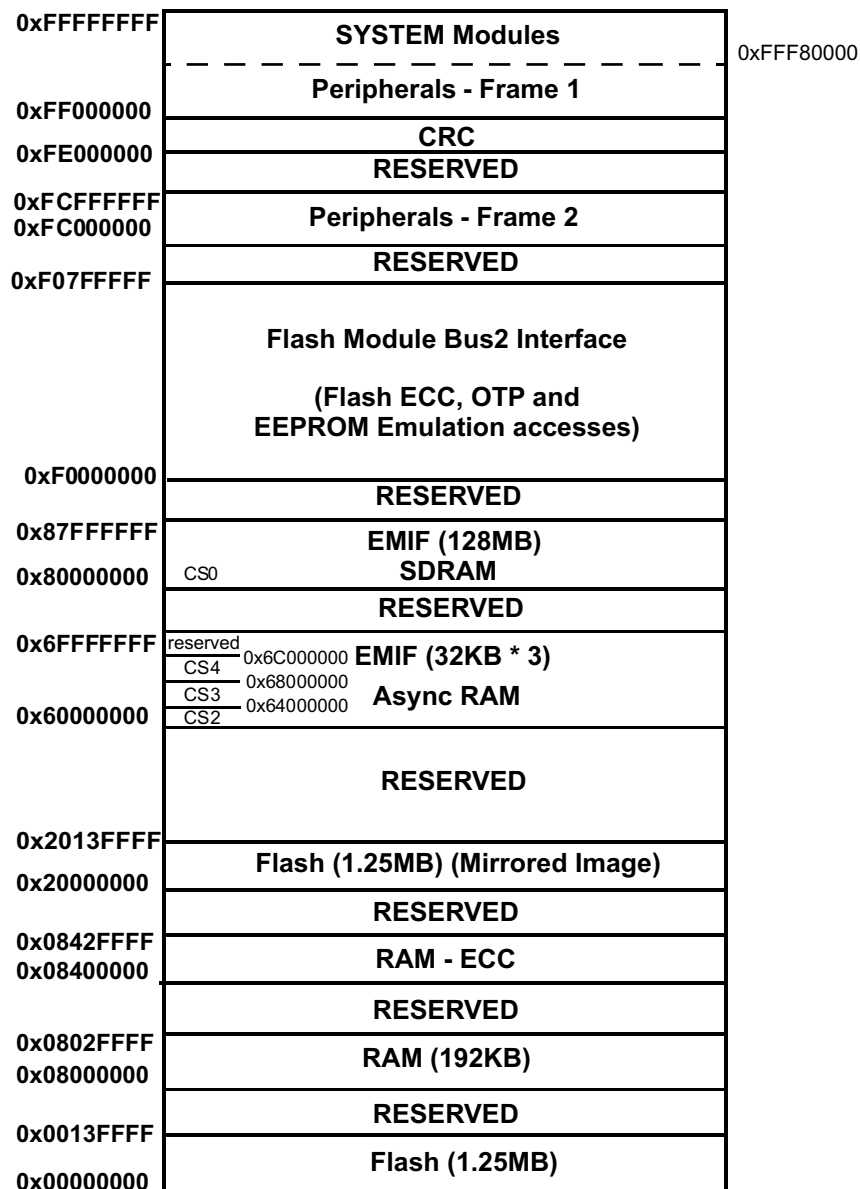 0xFFFFFFFF
SYSTEM Modules
0xFFF80000
Peripherals - Frame 1
0xFF000000
CRC
0xFE000000
RESERVED
0xFCFFFFFF
Peripherals - Frame 2
0xFC000000
RESERVED
0xF07FFFFF
Flash Module Bus2 Interface
(Flash ECC, OTP and
EEPROM Emulation accesses)
0xF0000000
RESERVED
0x87FFFFFF
EMIF (128MB)
0x80000000 CS0 SDRAM
RESERVED
0x6FFFFFFF reserved
0x6C000000 EMIF (32KB * 3)
CS4
0x68000000
CS3 Async RAM
0x64000000
0x60000000 CS2
RESERVED
0x2013FFFF
Flash (1.25MB) (Mirrored Image)
0x20000000
RESERVED
0x0842FFFF
RAM - ECC
0x08400000
RESERVED
0x0802FFFF
RAM (192KB)
0x08000000
RESERVED
0x0013FFFF
Flash (1.25MB)
0x00000000